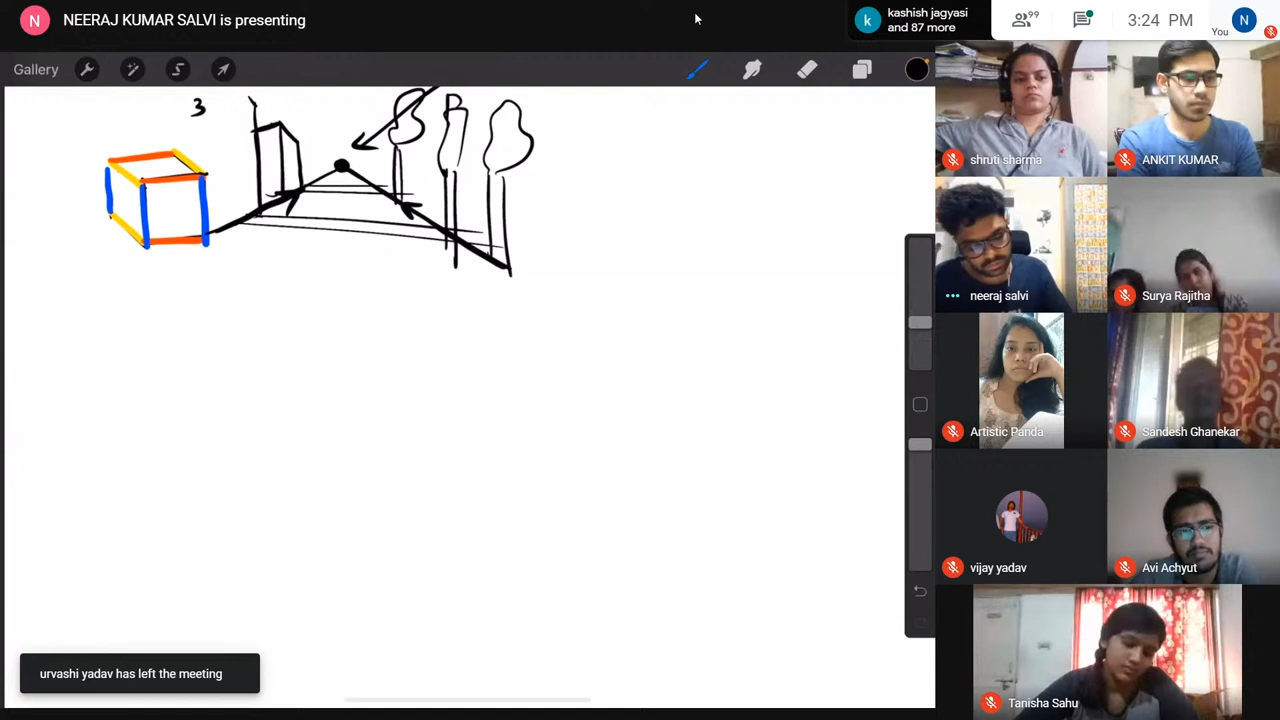 N NEERAJ KUMAR SALVI is presenting
k kashish jagyasi
and 87 more
99
3:24 PM
You
N
Gallery
3
shruti sharma
ANKIT KUMAR
neeraj salvi
Surya Rajitha
Artistic Panda
Sandesh Ghanekar
vijay yadav
Avi Achyut
Tanisha Sahu
urvashi yadav has left the meeting